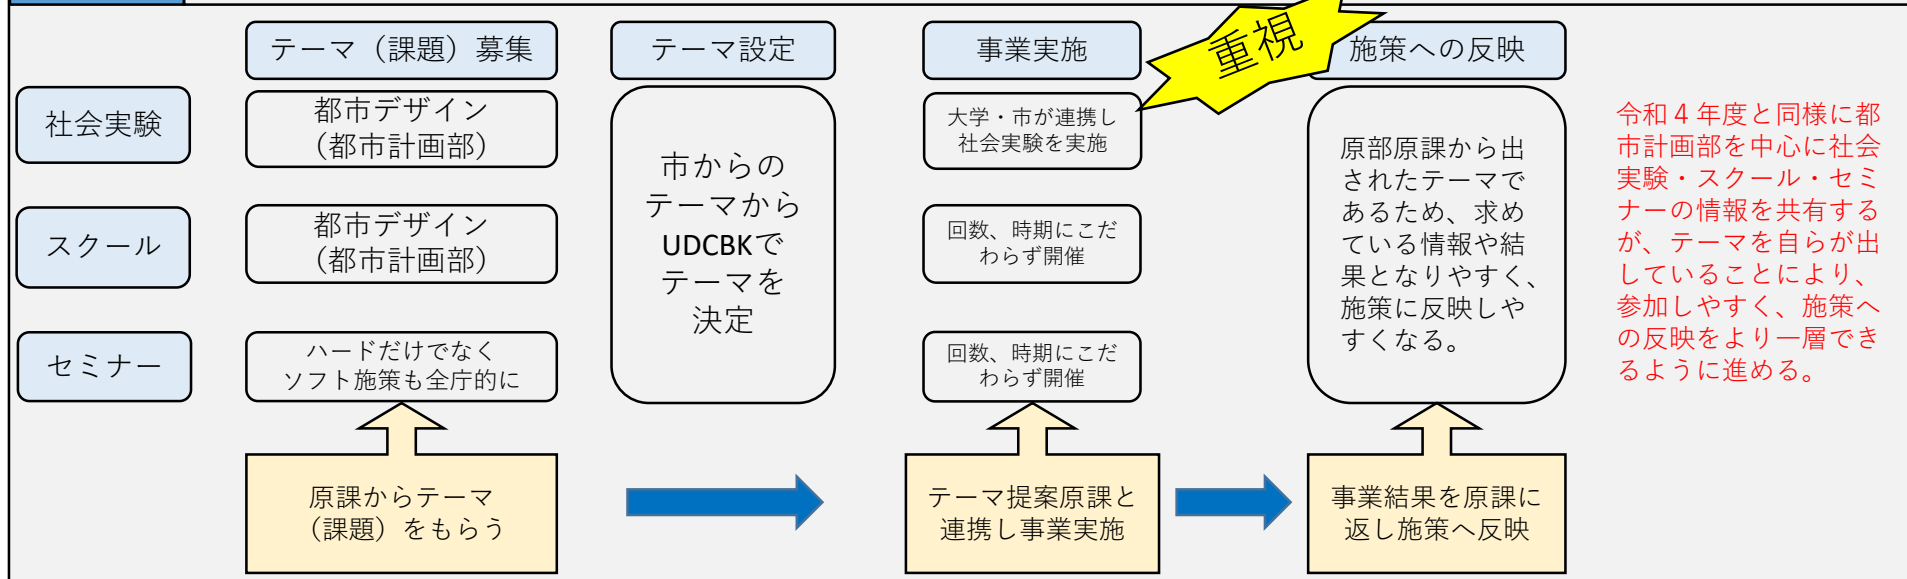 テーマ（課題）募集
テーマ設定
事業実施
重視
施策への反映
社会実験
都市デザイン
（都市計画部）
大学・市が連携し
社会実験を実施
スクール
都市デザイン
（都市計画部）
回数、時期にこだ
わらず開催
セミナー
ハードだけでなく
ソフト施策も全庁的に
回数、時期にこだ
わらず開催
市からの
テーマから
UDCBKで
テーマを
決定
原部原課から出
されたテーマで
あるため、求め
ている情報や結
果となりやすく、
施策に反映しや
すくなる。
令和４年度と同様に都
市計画部を中心に社会
実験・スクール・セミ
ナーの情報を共有する
が、テーマを自らが出
していることにより、
参加しやすく、施策へ
の反映をより一層でき
るように進める。
原課からテーマ
（課題）をもらう
テーマ提案原課と
連携し事業実施
事業結果を原課に
返し施策へ反映